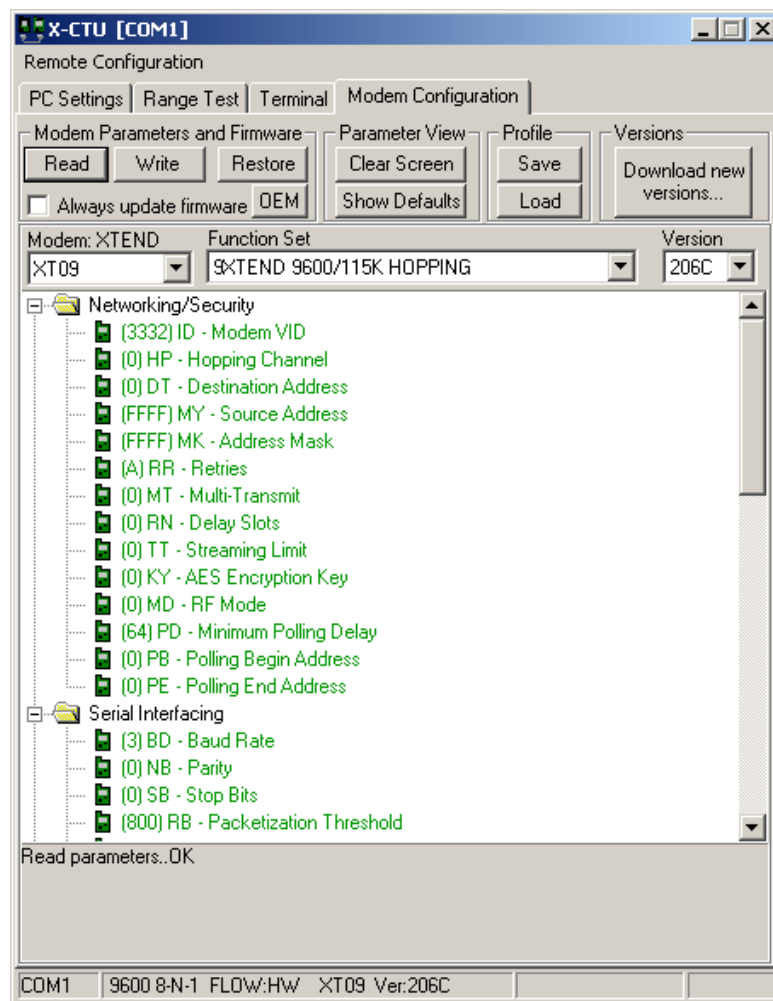 X-CTU [COM1]
Remote Configuration
PC Settings Range Test Terminal Modem Configuration
Modem Parameters and Firmware Parameter View Profile Versions
Read Write Restore Clear Screen Save Download new versions...
Always update firmware OEM Show Defaults Load
Modem: XTEND Function Set Version
XT09 9XTEND 9600/115K HOPPING 206C
Networking/Security
(3332) ID - Modem VID
(0) HP - Hopping Channel
(0) DT - Destination Address
(FFFF) MY - Source Address
(FFFF) MK - Address Mask
(A) RR - Retries
(0) MT - Multi-Transmit
(0) RN - Delay Slots
(0) TT - Streaming Limit
(0) KY - AES Encryption Key
(0) MD - RF Mode
(64) PD - Minimum Polling Delay
(0) PB - Polling Begin Address
(0) PE - Polling End Address
Serial Interfacing
(3) BD - Baud Rate
(0) NB - Parity
(0) SB - Stop Bits
(800) RB - Packetization Threshold
Read parameters..OK
COM1 9600 8-N-1 FLOW:HW XT09 Ver:206C